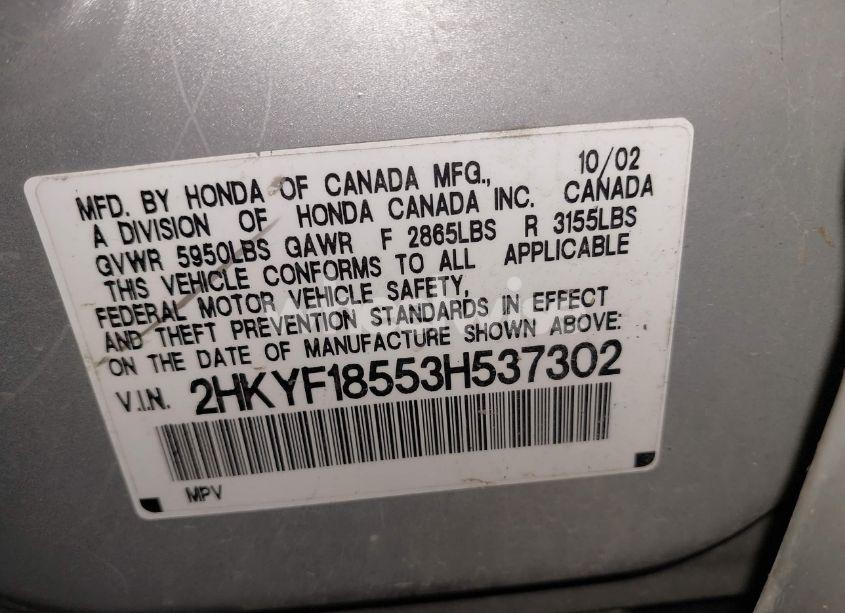 MFD. BY HONDA OF CANADA MFG., 10/02
A DIVISION OF HONDA CANADA INC. CANADA
GVWR 5950LBS GAWR F 2865LBS R 3155LBS
THIS VEHICLE CONFORMS TO ALL APPLICABLE
FEDERAL MOTOR VEHICLE SAFETY,
AND THEFT PREVENTION STANDARDS IN EFFECT
ON THE DATE OF MANUFACTURE SHOWN ABOVE:
V.I.N. 2HKYF18553H537302
MPV